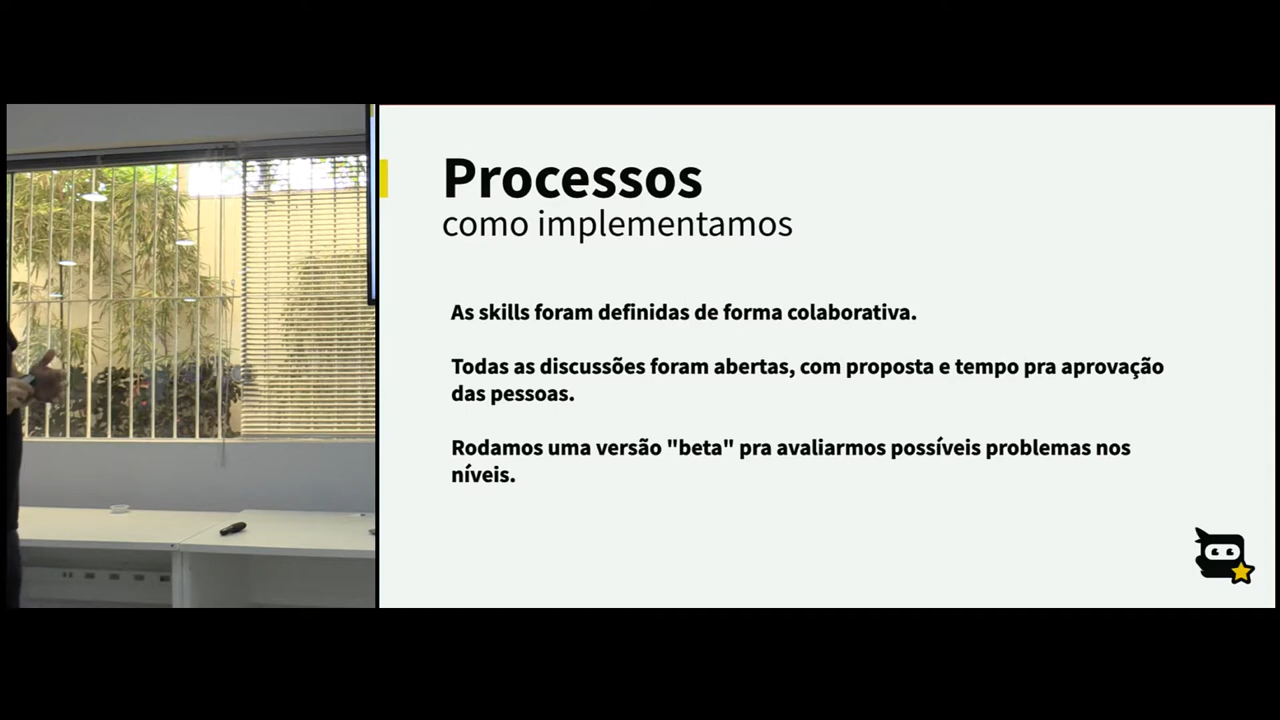 Processos
como implementamos
As skills foram definidas de forma colaborativa.
Todas as discussões foram abertas, com proposta e tempo pra aprovação
das pessoas.
Rodamos uma versão "beta" pra avaliarmos possíveis problemas nos
níveis.